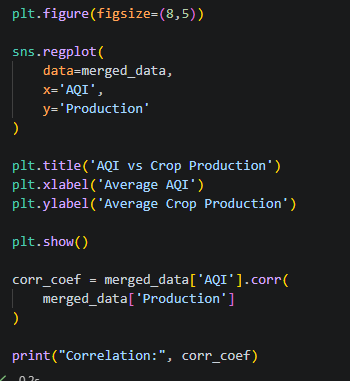 plt.figure(figsize=(8,5))
sns.regplot(
    data=merged_data,
    x='AQI',
    y='Production'
)
plt.title('AQI vs Crop Production')
plt.xlabel('Average AQI')
plt.ylabel('Average Crop Production')
plt.show()
corr_coef = merged_data['AQI'].corr(
    merged_data['Production']
)
print("Correlation:", corr_coef)